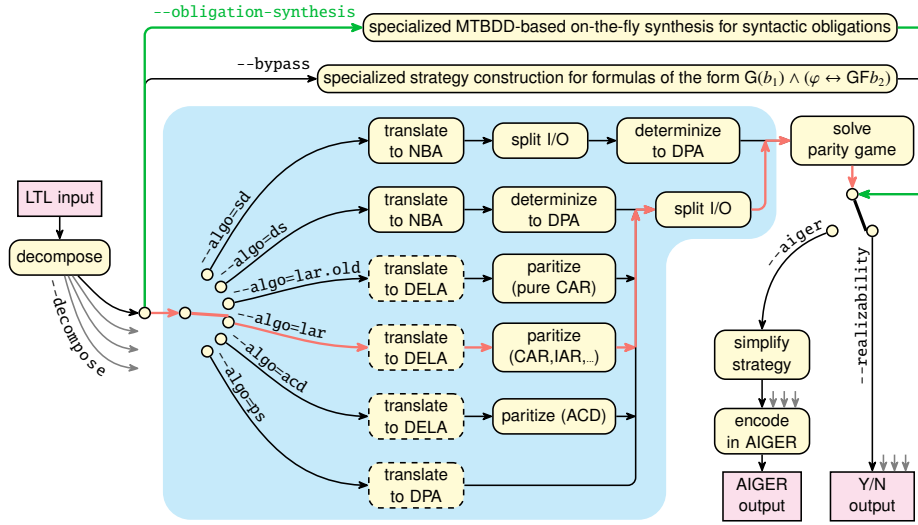 --obligation-synthesis
specialized MTBDD-based on-the-fly synthesis for syntactic obligations
--bypass
specialized strategy construction for formulas of the form G(b₁) ∧ (φ ↔ GFb₂)
translate
to NBA
split I/O
determinize
to DPA
solve
parity game
LTL input
decompose
--decompose
--algo=sd
translate
to NBA
determinize
to DPA
split I/O
--algo=ds
--algo=lar.old
translate
to DELA
paritize
(pure CAR)
--algo=lar
translate
to DELA
paritize
(CAR,IAR,...)
--algo=acd
translate
to DELA
paritize (ACD)
--algo=ps
translate
to DPA
--aiger
--realizability
simplify
strategy
encode
in AIGER
AIGER
output
Y/N
output